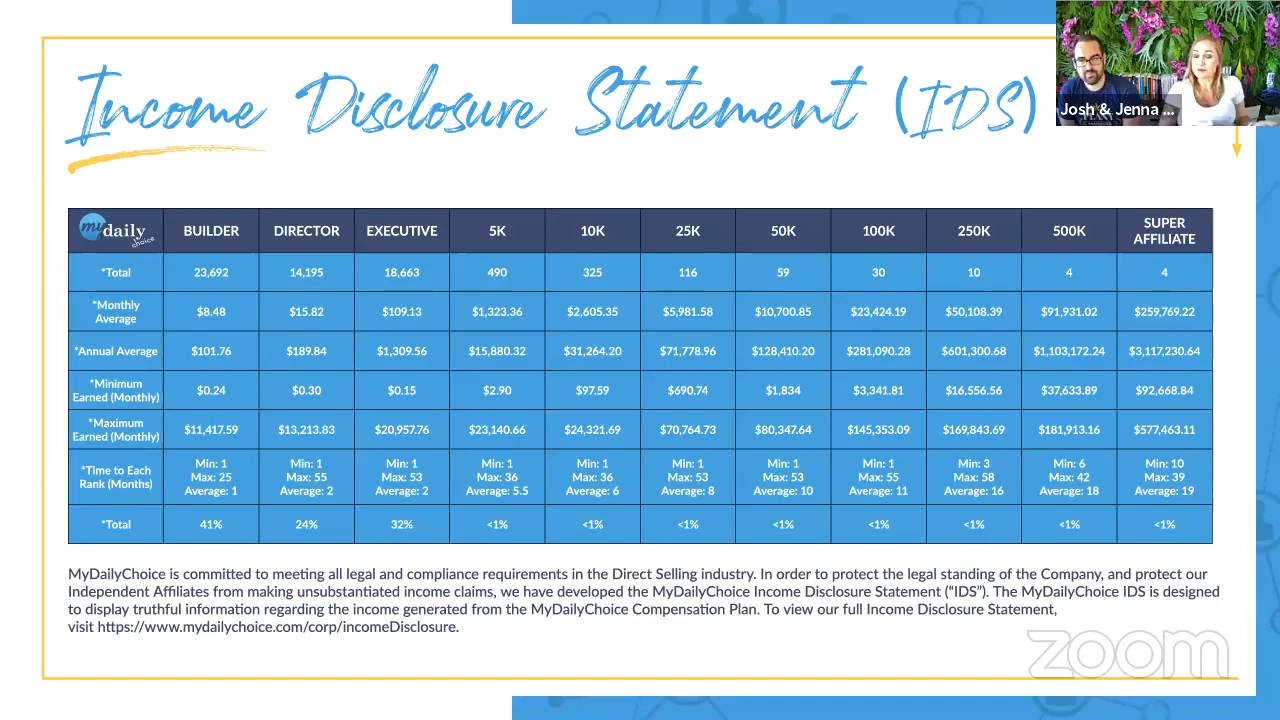 Income Disclosure Statement (IDS)
Josh & Jenna ...
my daily choice BUILDER DIRECTOR EXECUTIVE 5K 10K 25K 50K 100K 250K 500K SUPER AFFILIATE
*Total 23,692 14,195 18,663 490 325 116 59 30 10 4 4
*Monthly Average $8.48 $15.82 $109.13 $1,323.36 $2,605.35 $5,981.58 $10,700.85 $23,424.19 $50,108.39 $91,931.02 $259,769.22
*Annual Average $101.76 $189.84 $1,309.56 $15,880.32 $31,264.20 $71,778.96 $128,410.20 $281,090.28 $601,300.68 $1,103,172.24 $3,117,230.64
*Minimum Earned (Monthly) $0.24 $0.30 $0.15 $2.90 $97.59 $690.74 $1,834 $3,341.81 $16,556.56 $37,633.89 $92,668.84
*Maximum Earned (Monthly) $11,417.59 $13,213.83 $20,957.76 $23,140.66 $24,321.69 $70,764.73 $80,347.64 $145,353.09 $169,843.69 $181,913.16 $577,463.11
*Time to Each Rank (Months)
Min: 1 Min: 1 Min: 1 Min: 1 Min: 1 Min: 1 Min: 1 Min: 1 Min: 3 Min: 6 Min: 10
Max: 25 Max: 55 Max: 53 Max: 36 Max: 36 Max: 53 Max: 53 Max: 55 Max: 58 Max: 42 Max: 39
Average: 1 Average: 2 Average: 2 Average: 5.5 Average: 6 Average: 8 Average: 10 Average: 11 Average: 16 Average: 18 Average: 19
*Total 41% 24% 32% <1% <1% <1% <1% <1% <1% <1% <1%
MyDailyChoice is committed to meeting all legal and compliance requirements in the Direct Selling industry. In order to protect the legal standing of the Company, and protect our
Independent Affiliates from making unsubstantiated income claims, we have developed the MyDailyChoice Income Disclosure Statement (“IDS”). The MyDailyChoice IDS is designed
to display truthful information regarding the income generated from the MyDailyChoice Compensation Plan. To view our full Income Disclosure Statement,
visit https://www.mydailychoice.com/corp/incomeDisclosure.
zoom